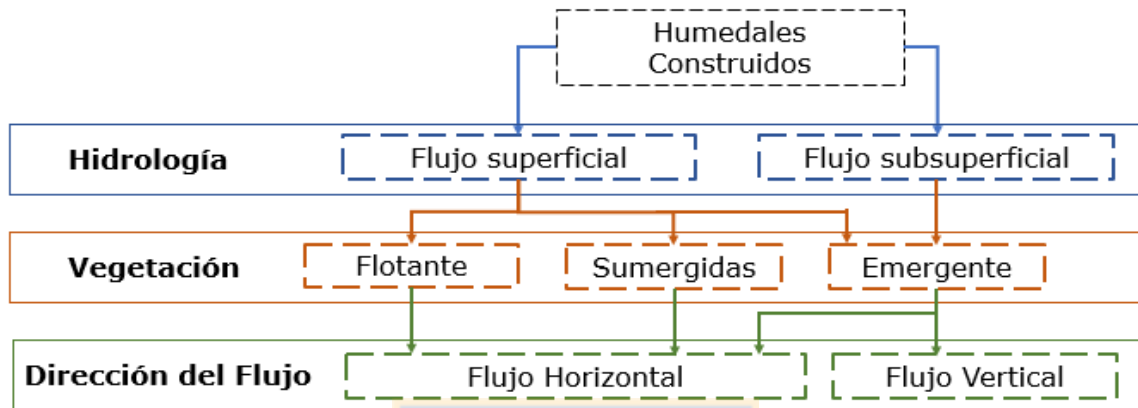 Humedales
Construidos
Hidrología
Flujo superficial
Flujo subsuperficial
Vegetación
Flotante
Sumergidas
Emergente
Dirección del Flujo
Flujo Horizontal
Flujo Vertical